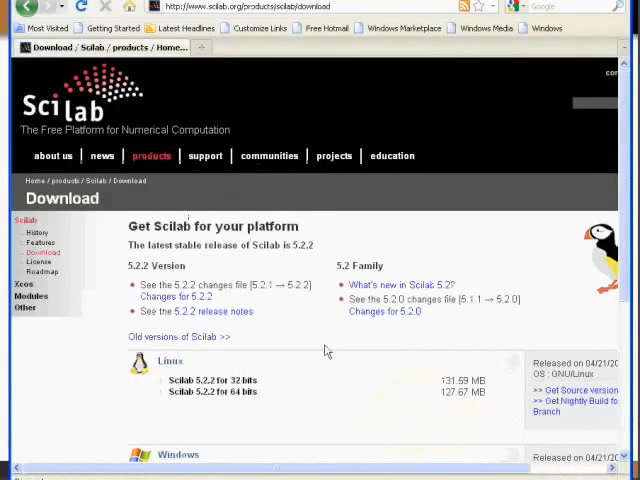 http://www.scilab.org/products/scilab/download
Google
Most Visited Getting Started Latest Headlines Customize Links Free Hotmail Windows Marketplace Windows Media Windows
Download / Scilab / products / Home...
Scilab
The Free Platform for Numerical Computation
about us news products support communities projects education
Home / products / Scilab / Download
Download
Scilab
History
Features
Download
License
Roadmap
Xcos
Modules
Other
Get Scilab for your platform
The latest stable release of Scilab is 5.2.2
5.2.2 Version
See the 5.2.2 changes file [5.2.1 → 5.2.2]
Changes for 5.2.2
See the 5.2.2 release notes
5.2 Family
What's new in Scilab 5.2?
See the 5.2.0 changes file [5.1.1 → 5.2.0]
Changes for 5.2.0
Old versions of Scilab >>
Linux
Scilab 5.2.2 for 32 bits 131.59 MB
Scilab 5.2.2 for 64 bits 127.67 MB
Released on 04/21/20
OS : GNU/Linux
>> Get Source version
>> Get Nightly Build fo
Branch
Windows
Released on 04/21/20